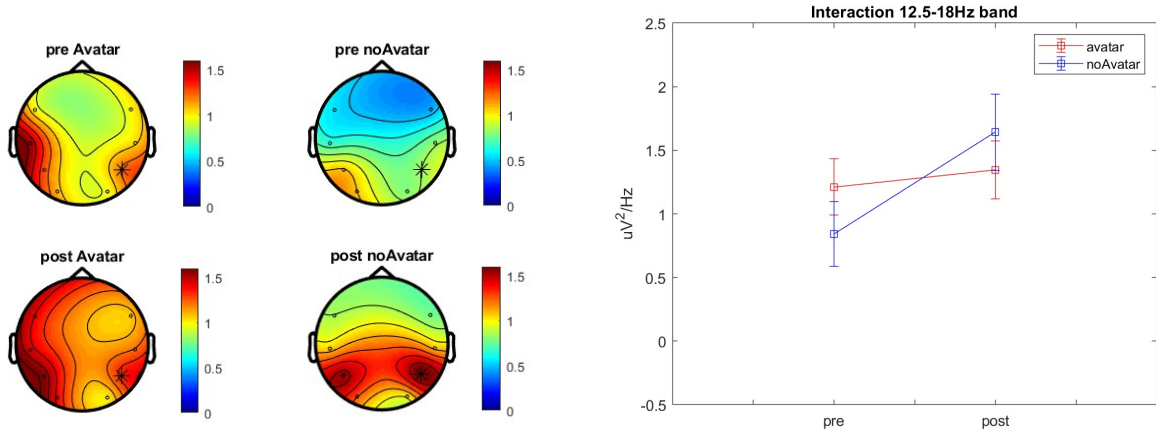 pre Avatar
1.5
1
0.5
0
pre noAvatar
1.5
1
0.5
0
post Avatar
1.5
1
0.5
0
post noAvatar
1.5
1
0.5
0
Interaction 12.5-18Hz band
avatar
noAvatar
uV²/Hz
2.5
2
1.5
1
0.5
0
-0.5
pre
post